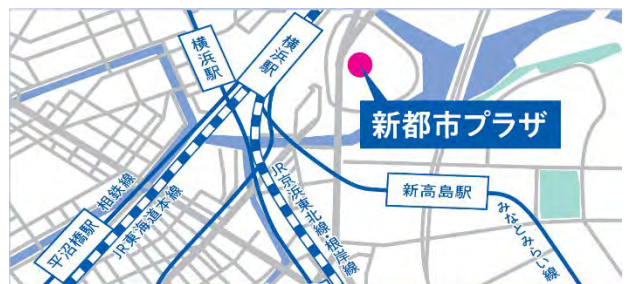 横浜駅
横浜駅
新都市プラザ
新高島駅
平沼橋駅
相鉄線
JR東海道本線
JR京浜東北線・根岸線
みなとみらい線